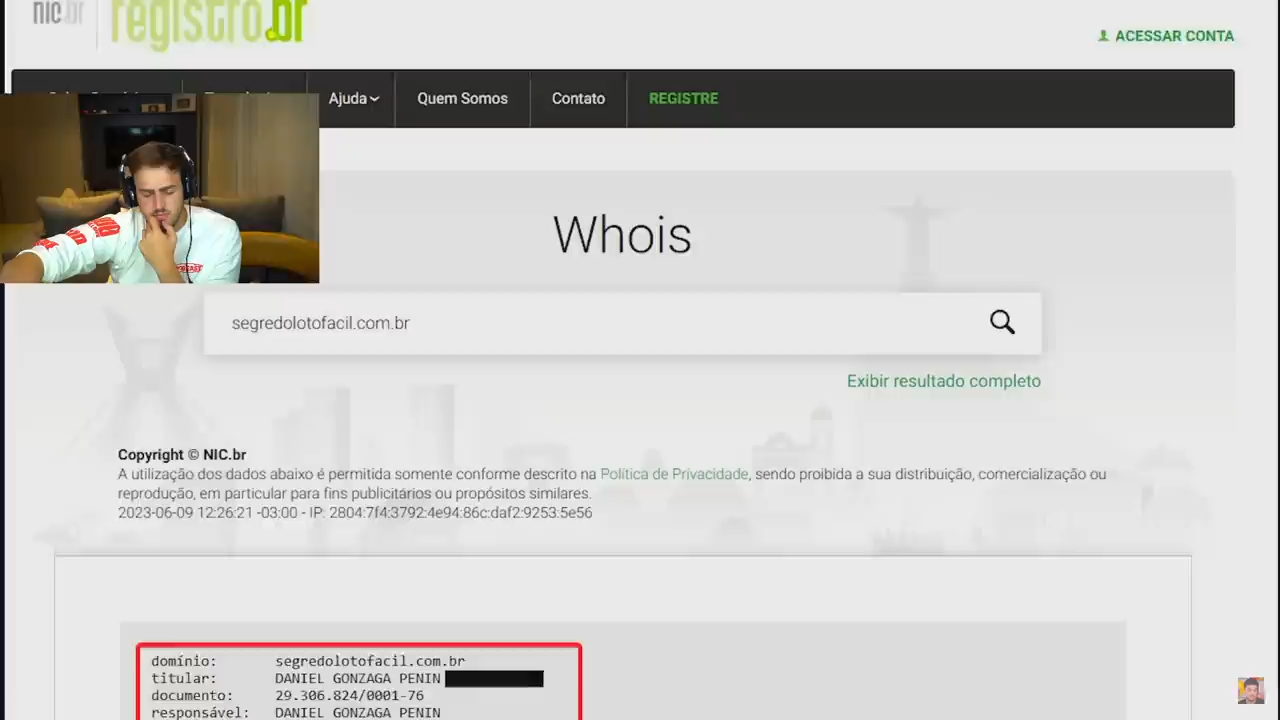 nic.br
registro.br
ACESSAR CONTA
Ajuda
Quem Somos
Contato
REGISTRE
Whois
segredolotofacil.com.br
Exibir resultado completo
Copyright © NIC.br
A utilização dos dados abaixo é permitida somente conforme descrito na Política de Privacidade, sendo proibida a sua distribuição, comercialização ou
reprodução, em particular para fins publicitários ou propósitos similares.
2023-06-09 12:26:21 -03:00 - IP: 2804:7f4:3792:4e94:86c:daf2:9253:5e56
domínio: segredolotofacil.com.br
titular: DANIEL GONZAGA PENIN
documento: 29.306.824/0001-76
responsável: DANIEL GONZAGA PENIN